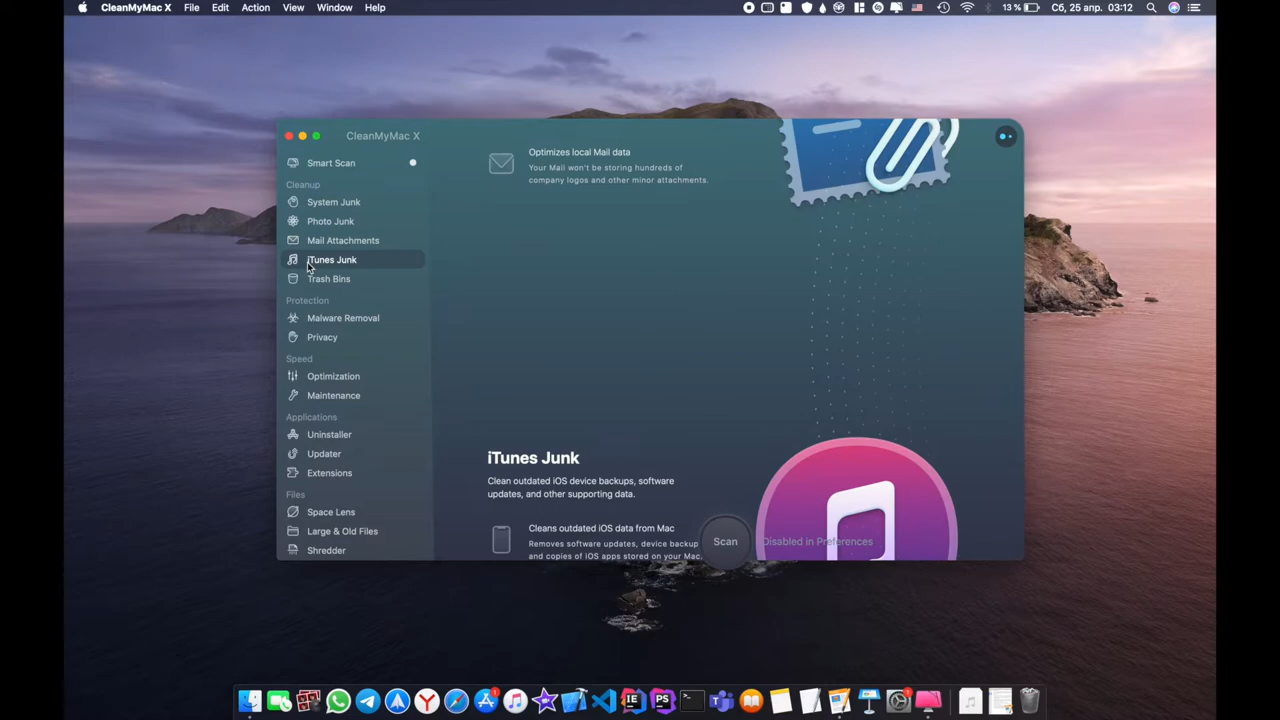 CleanMyMac X File Edit Action View Window Help 13 % Сб, 25 апр. 03:12
CleanMyMac X
Smart Scan
Cleanup
System Junk
Photo Junk
Mail Attachments
iTunes Junk
Trash Bins
Protection
Malware Removal
Privacy
Speed
Optimization
Maintenance
Applications
Uninstaller
Updater
Extensions
Files
Space Lens
Large & Old Files
Shredder
Optimizes local Mail data
Your Mail won't be storing hundreds of
company logos and other minor attachments.
iTunes Junk
Clean outdated iOS device backups, software
updates, and other supporting data.
Cleans outdated iOS data from Mac
Removes software updates, device backup
and copies of iOS apps stored on your Mac.
Scan
Disabled in Preferences
1
IE PS